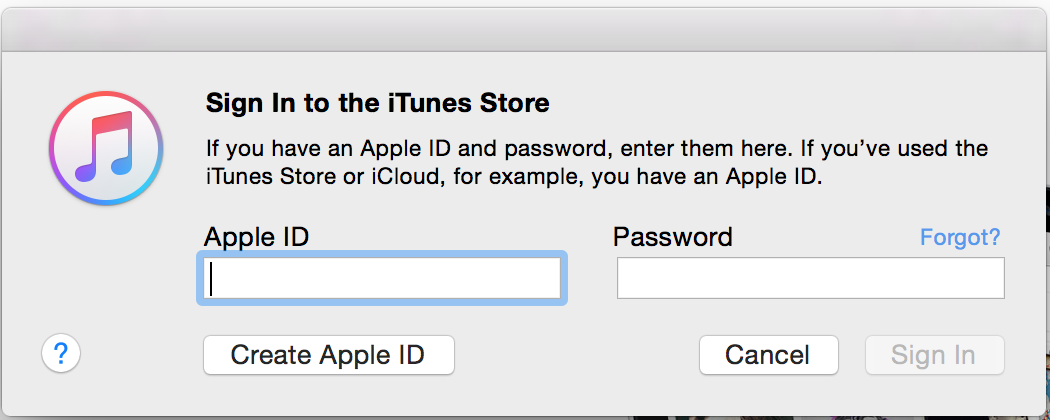 Sign In to the iTunes Store
If you have an Apple ID and password, enter them here. If you’ve used the
iTunes Store or iCloud, for example, you have an Apple ID.
Apple ID
Password
Forgot?
?
Create Apple ID
Cancel
Sign In